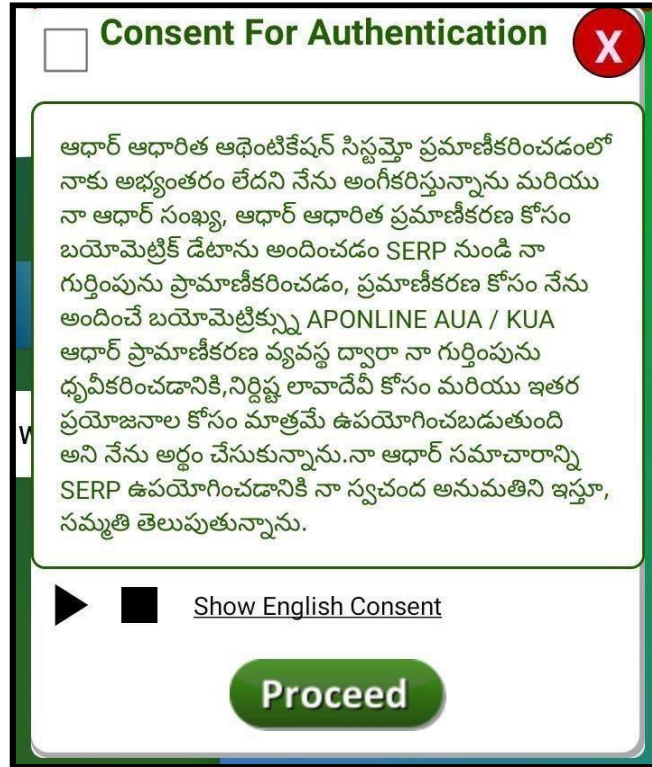 Consent For Authentication
X
ఆధార్ ఆధారిత ఆథెంటికేషన్ సిస్టమ్తో ప్రమాణీకరించడంలో
నాకు అభ్యంతరం లేదని నేను అంగీకరిస్తున్నాను మరియు
నా ఆధార్ సంఖ్య, ఆధార్ ఆధారిత ప్రమాణీకరణ కోసం
బయోమెట్రిక్ డేటాను అందించడం SERP నుండి నా
గుర్తింపును ప్రామాణీకరించడం, ప్రమాణీకరణ కోసం నేను
అందించే బయోమెట్రిక్స్ను APONLINE AUA / KUA
ఆధార్ ప్రామాణీకరణ వ్యవస్థ ద్వారా నా గుర్తింపును
ధృవీకరించడానికి,నిర్దిష్ట లావాదేవీ కోసం మరియు ఇతర
ప్రయోజనాల కోసం మాత్రమే ఉపయోగించబడుతుంది
అని నేను అర్థం చేసుకున్నాను.నా ఆధార్ సమాచారాన్ని
SERP ఉపయోగించడానికి నా స్వచంద అనుమతిని ఇస్తూ,
సమ్మతి తెలుపుతున్నాను.
Show English Consent
Proceed